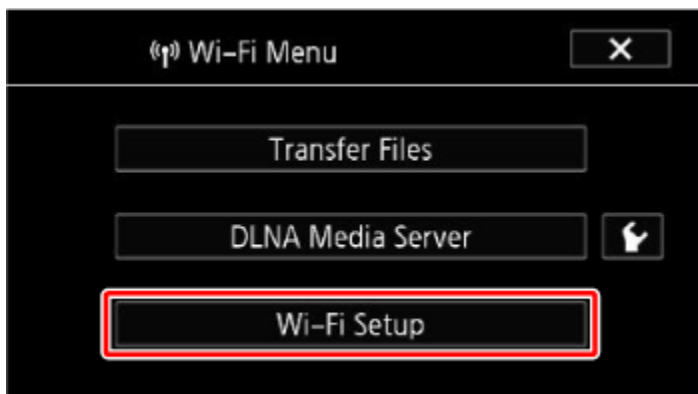 Wi-Fi Menu
Transfer Files
DLNA Media Server
Wi-Fi Setup